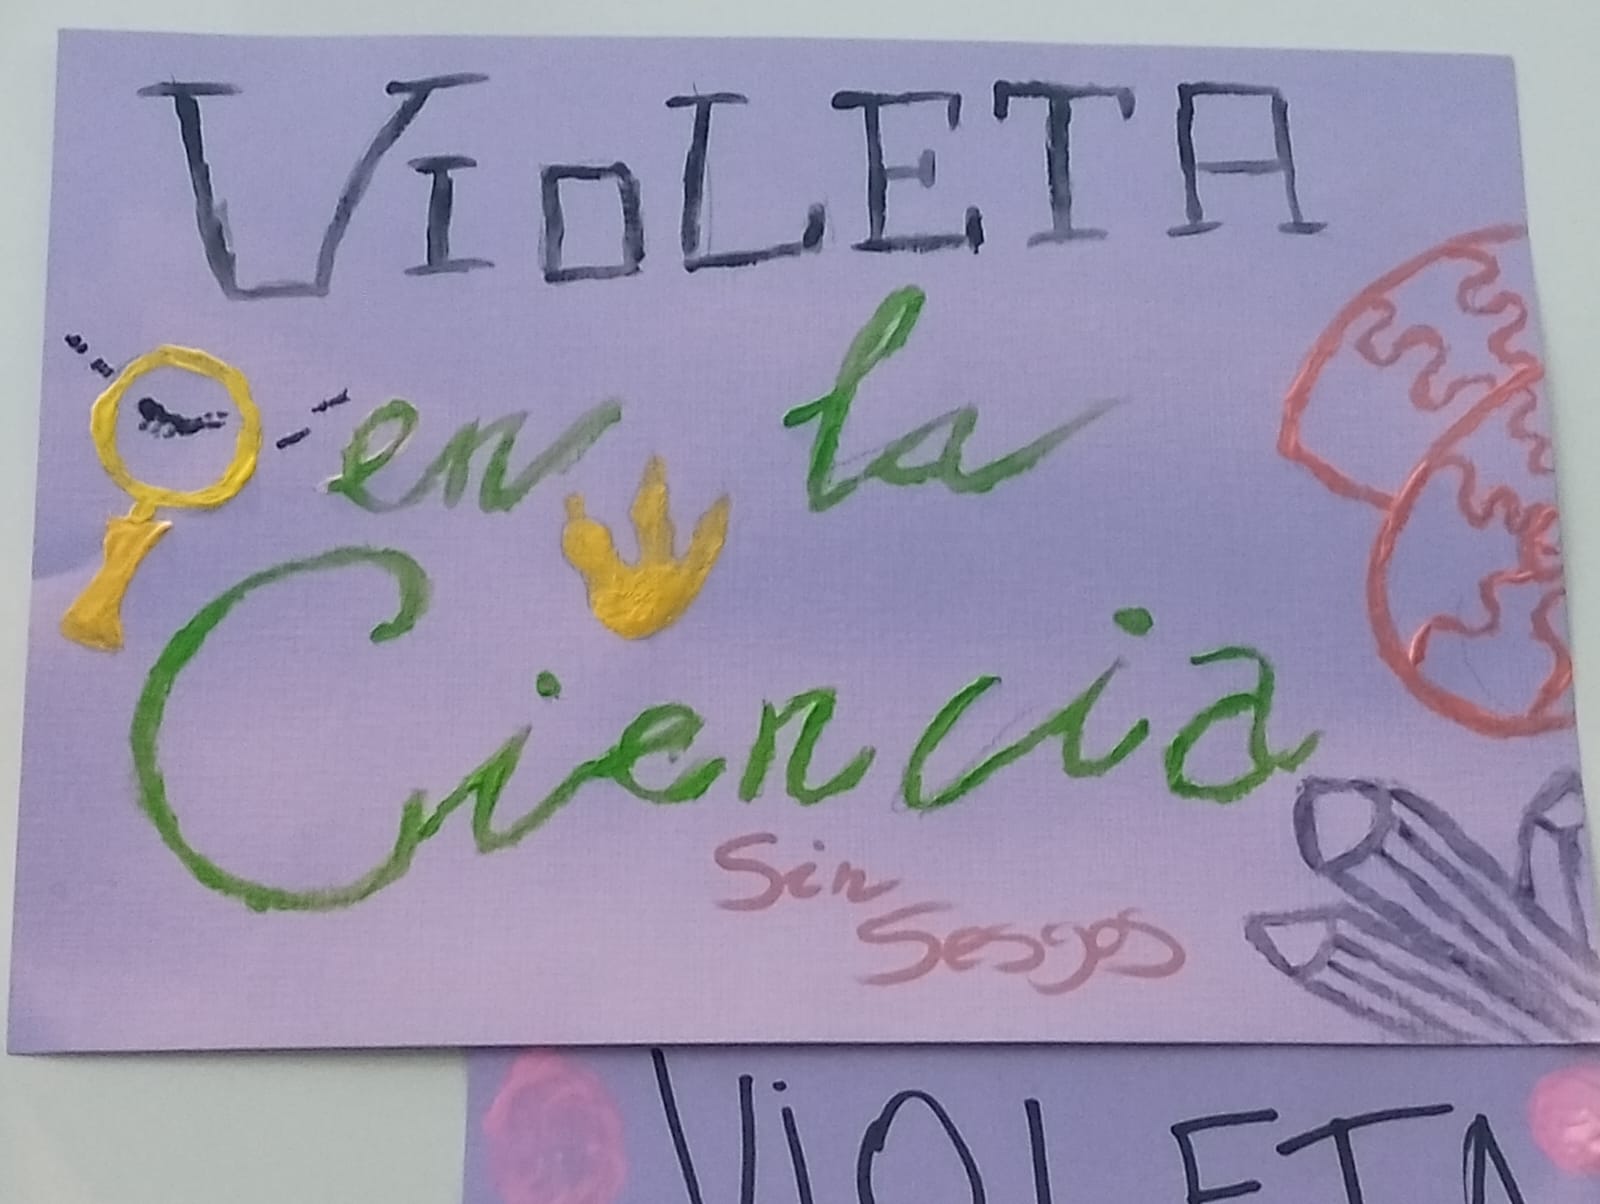 VIOLETA
en la
Ciencia
Sin
Sesgos
VIOLETA